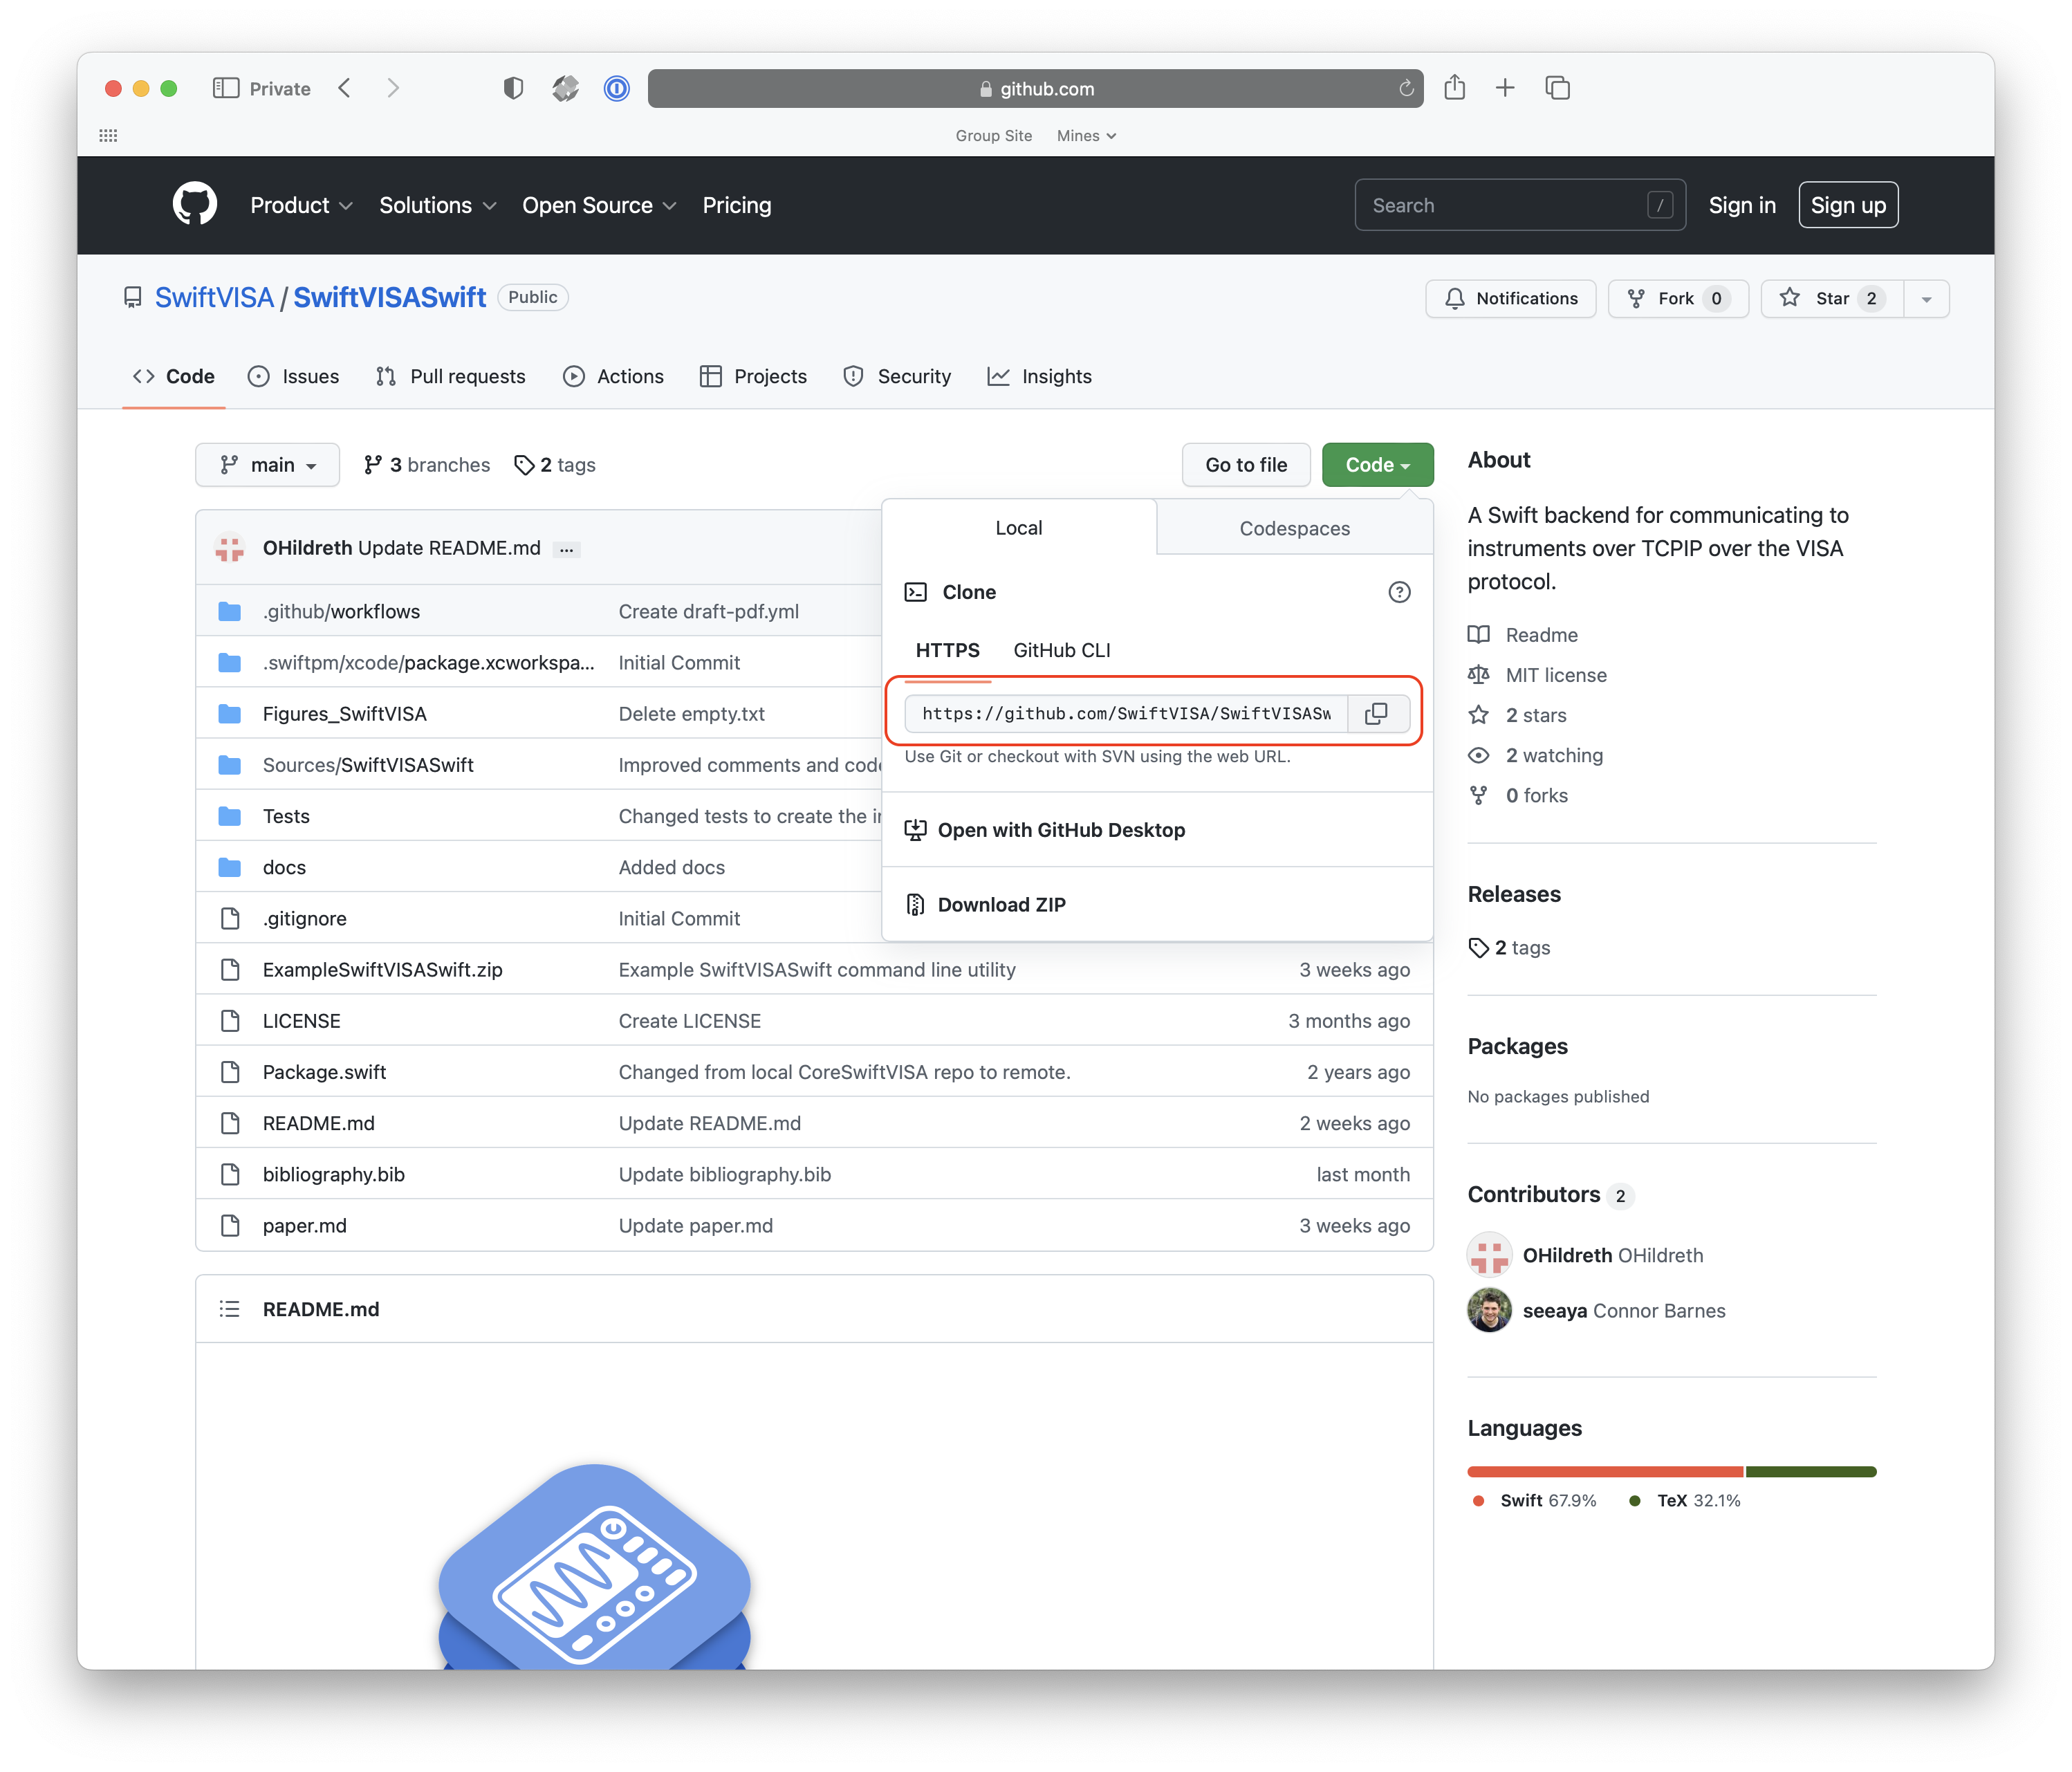 Private
github.com
Group Site Mines
Product Solutions Open Source Pricing Search / Sign in Sign up
SwiftVISA / SwiftVISASwift Public Notifications Fork 0 Star 2
Code Issues Pull requests Actions Projects Security Insights
main 3 branches 2 tags Go to file Code
OHildreth Update README.md ...
.github/workflows Create draft-pdf.yml
.swiftpm/xcode/package.xcworkspa... Initial Commit
Figures_SwiftVISA Delete empty.txt
Sources/SwiftVISASwift Improved comments and code
Tests Changed tests to create the i
docs Added docs
.gitignore Initial Commit
ExampleSwiftVISASwift.zip Example SwiftVISASwift command line utility 3 weeks ago
LICENSE Create LICENSE 3 months ago
Package.swift Changed from local CoreSwiftVISA repo to remote. 2 years ago
README.md Update README.md 2 weeks ago
bibliography.bib Update bibliography.bib last month
paper.md Update paper.md 3 weeks ago
Local Codespaces
Clone
HTTPS GitHub CLI
https://github.com/SwiftVISA/SwiftVISASw
Use Git or checkout with SVN using the web URL.
Open with GitHub Desktop
Download ZIP
README.md
About
A Swift backend for communicating to
instruments over TCPIP over the VISA
protocol.
Readme
MIT license
2 stars
2 watching
0 forks
Releases
2 tags
Packages
No packages published
Contributors 2
OHildreth OHildreth
seeaya Connor Barnes
Languages
Swift 67.9% TeX 32.1%